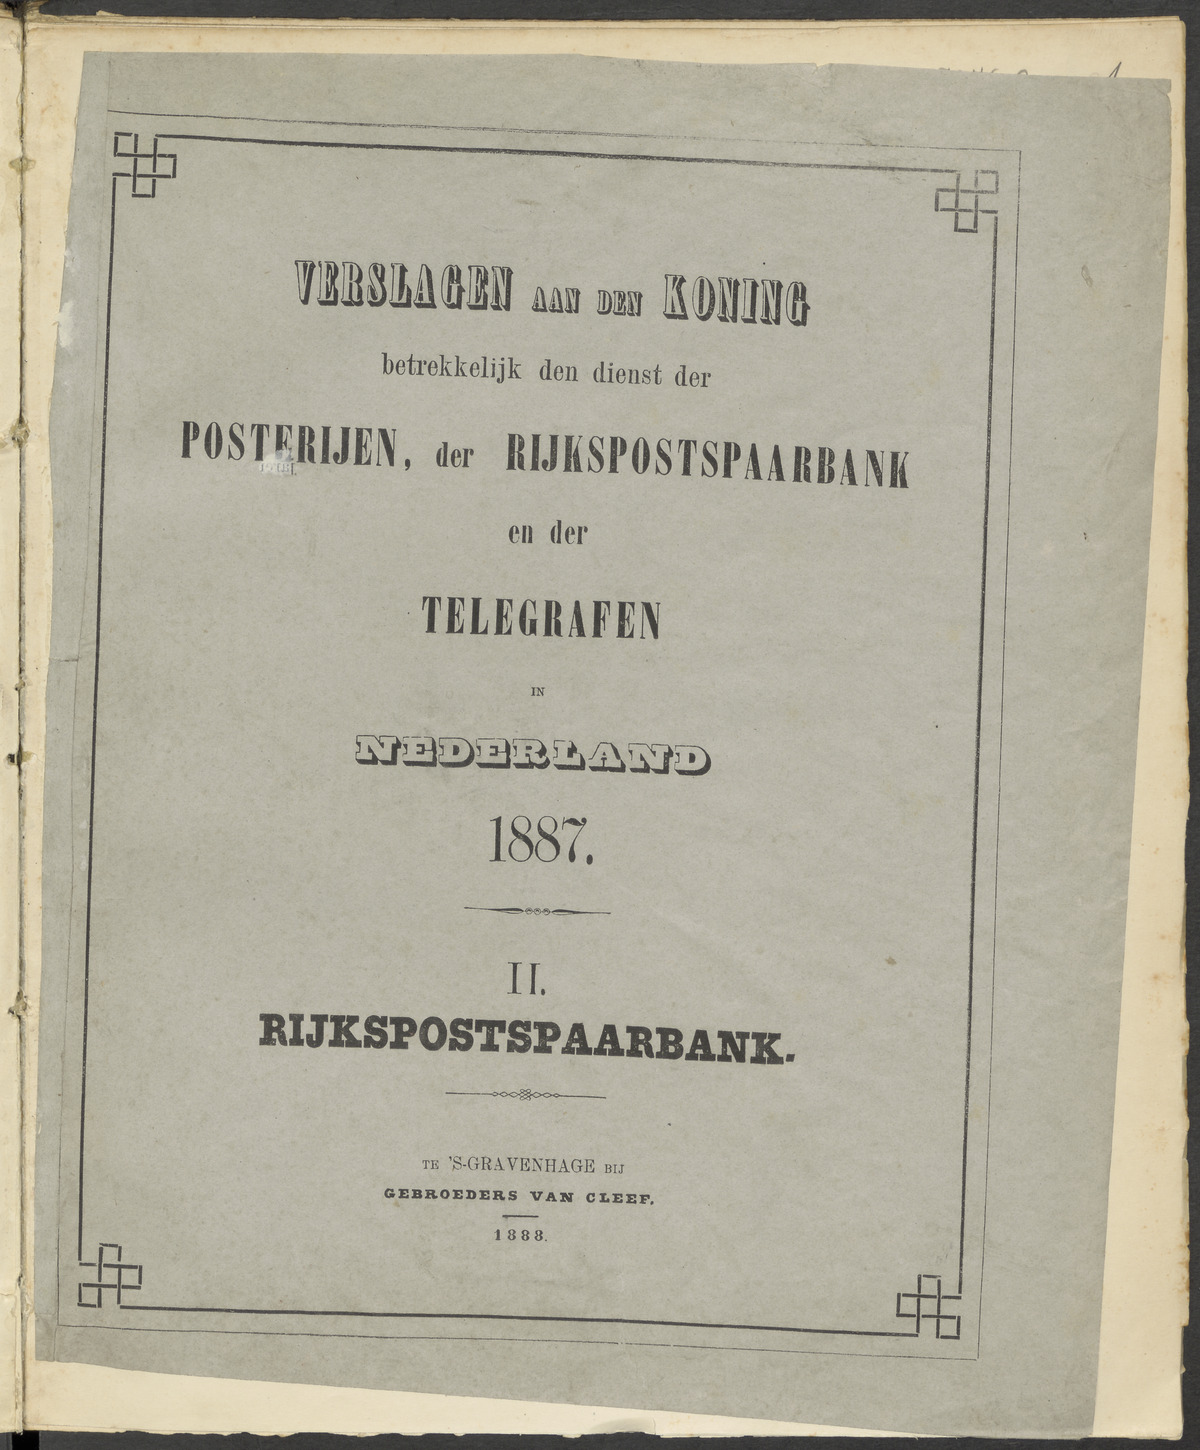 VERSLAGEN AAN DEN KONING
betrekkelijk den dienst der
POSTERIJEN, der RIJKSPOSTSPAARBANK
en der
TELEGRAFEN
IN
NEDERLAND
1887.
II.
RIJKSPOSTSPAARBANK.
TE 'S-GRAVENHAGE BIJ
GEBROEDERS VAN CLEEF.
1888.